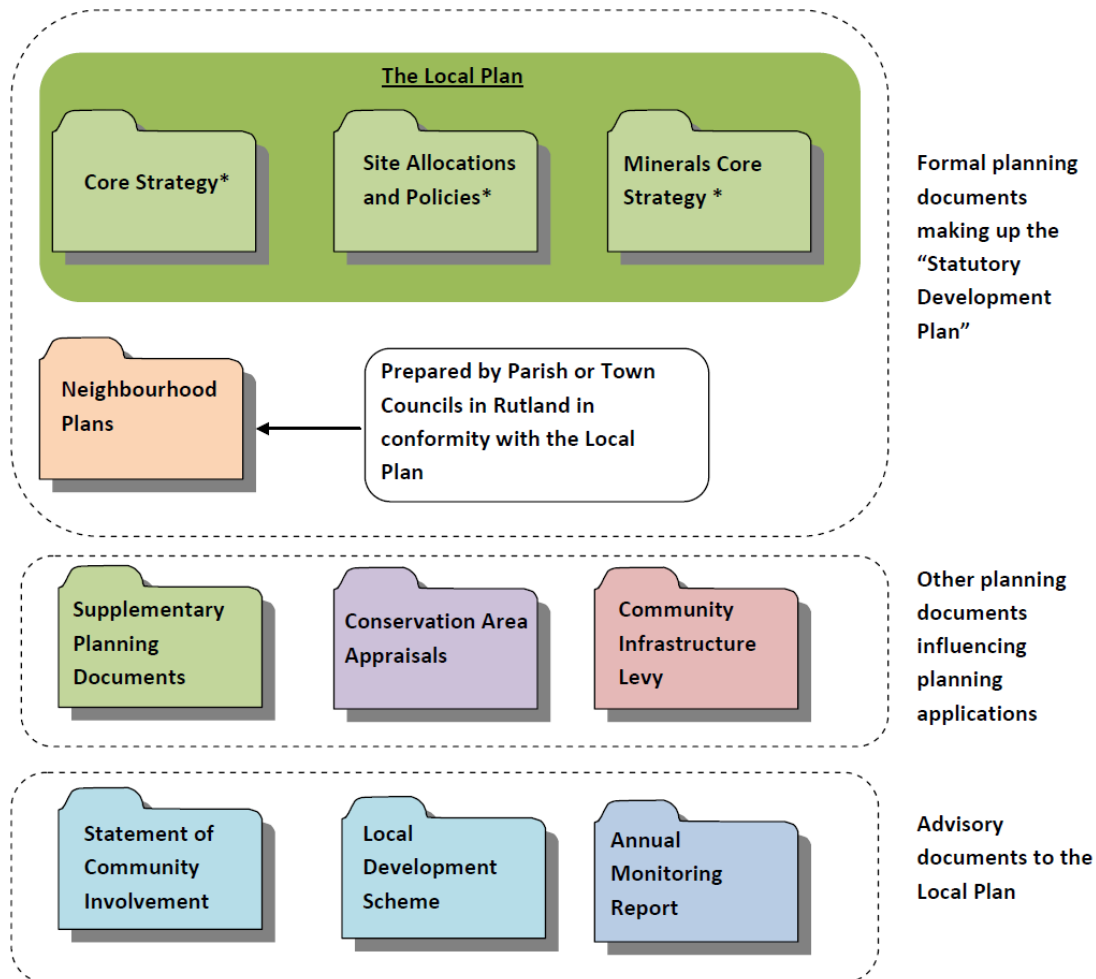 The Local Plan
Core Strategy*
Site Allocations
and Policies*
Minerals Core
Strategy *
Formal planning
documents
making up the
“Statutory
Development
Plan”
Neighbourhood
Plans
Prepared by Parish or Town
Councils in Rutland in
conformity with the Local
Plan
Supplementary
Planning
Documents
Conservation Area
Appraisals
Community
Infrastructure
Levy
Other planning
documents
influencing
planning
applications
Statement of
Community
Involvement
Local
Development
Scheme
Annual
Monitoring
Report
Advisory
documents to the
Local Plan